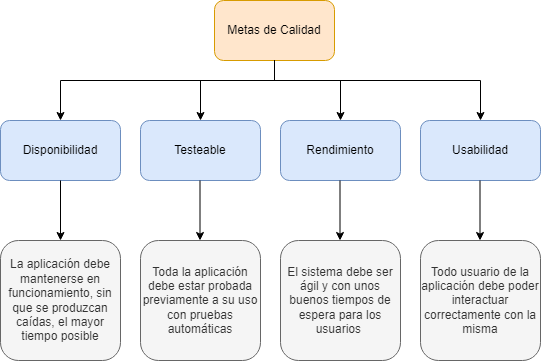 Metas de Calidad
Disponibilidad
Testeable
Rendimiento
Usabilidad
La aplicación debe
mantenerse en
funcionamiento, sin
que se produzcan
caídas, el mayor
tiempo posible
Toda la aplicación
debe estar probada
previamente a su uso
con pruebas
automáticas
El sistema debe ser
ágil y con unos
buenos tiempos de
espera para los
usuarios
Todo usuario de la
aplicación debe poder
interactuar
correctamente con la
misma